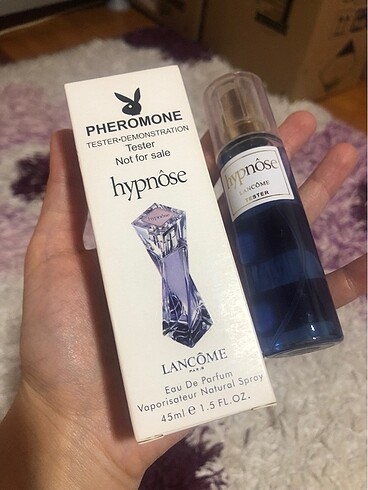 PHEROMONE
TESTER•DEMONSTRATION
Tester
Not for sale
hypnôse
hypnôse
LANCÔME
PARIS
Eau De Parfum
Vaporisateur Natural Spray
45ml e 1.5 FL.OZ.
hypnôse
LANCÔME
TESTER